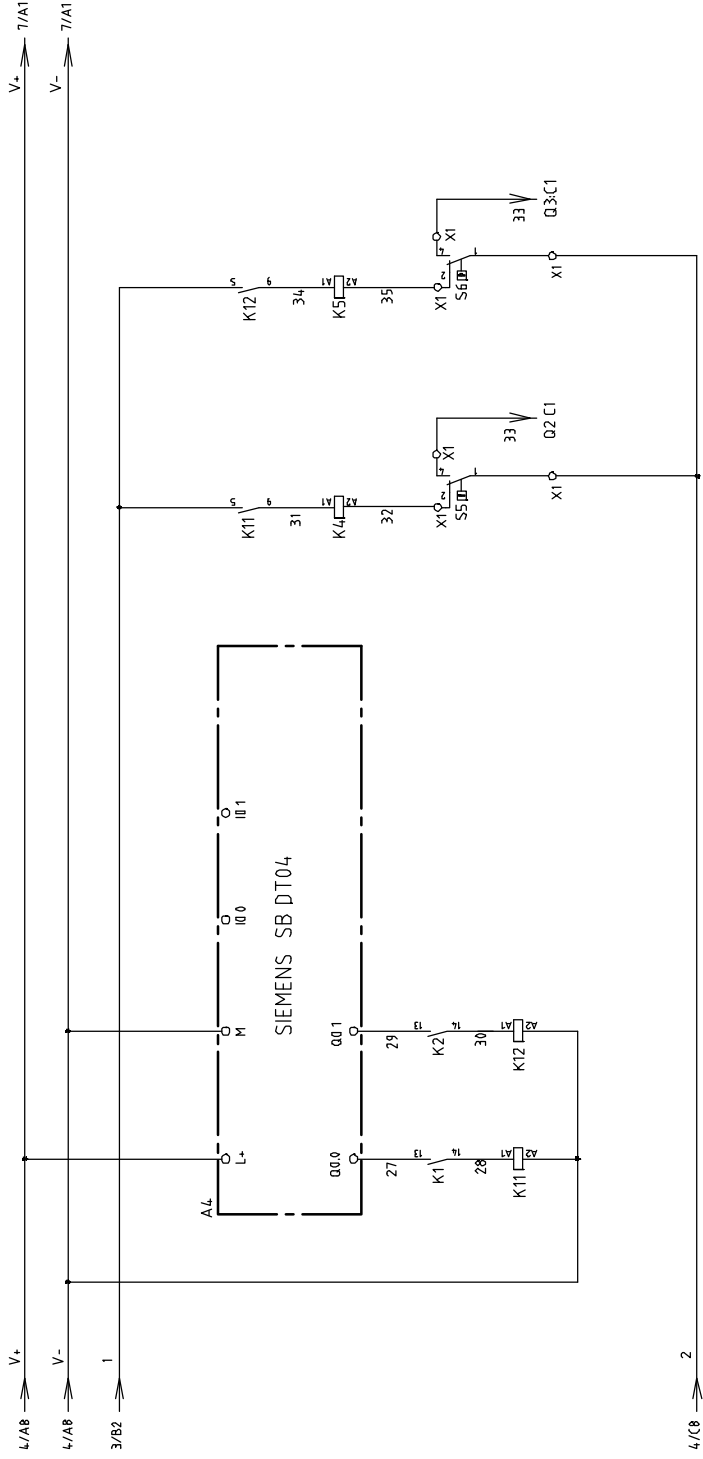 4/A8
V+
V+
7/A1
4/A8
V-
V-
7/A1
3/B2
1
A4
L+
M
I0.0
I0.1
SIEMENS SB DT04
Q0.0
Q0.1
27
13
K1
14
28
A1
K11
A2
29
13
K2
14
30
A1
K12
A2
5
K11
9
31
A1
K4
A2
32
X1
2
4
X1
S5
1
X1
33
Q2:C1
5
K12
9
34
A1
K5
A2
35
X1
2
4
X1
S6
1
X1
33
Q3:C1
4/C8
2